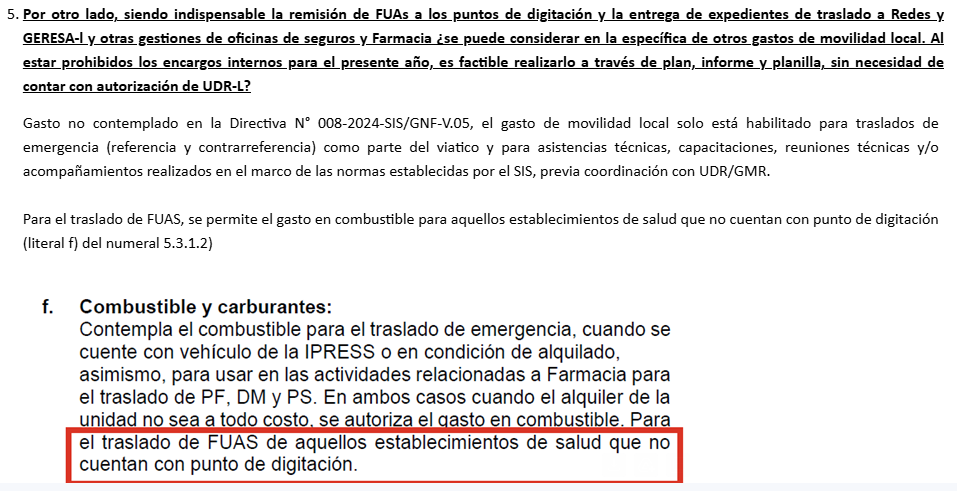 5. Por otro lado, siendo indispensable la remisión de FUAs a los puntos de digitación y la entrega de expedientes de traslado a Redes y
GERESA-l y otras gestiones de oficinas de seguros y Farmacia ¿se puede considerar en la específica de otros gastos de movilidad local. Al
estar prohibidos los encargos internos para el presente año, es factible realizarlo a través de plan, informe y planilla, sin necesidad de
contar con autorización de UDR-L?
Gasto no contemplado en la Directiva N° 008-2024-SIS/GNF-V.05, el gasto de movilidad local solo está habilitado para traslados de
emergencia (referencia y contrarreferencia) como parte del viatico y para asistencias técnicas, capacitaciones, reuniones técnicas y/o
acompañamientos realizados en el marco de las normas establecidas por el SIS, previa coordinación con UDR/GMR.
Para el traslado de FUAS, se permite el gasto en combustible para aquellos establecimientos de salud que no cuentan con punto de digitación
(literal f) del numeral 5.3.1.2)
f. Combustible y carburantes:
Contempla el combustible para el traslado de emergencia, cuando se
cuente con vehículo de la IPRESS o en condición de alquilado,
asimismo, para usar en las actividades relacionadas a Farmacia para
el traslado de PF, DM y PS. En ambos casos cuando el alquiler de la
unidad no sea a todo costo, se autoriza el gasto en combustible. Para
el traslado de FUAS de aquellos establecimientos de salud que no
cuentan con punto de digitación.